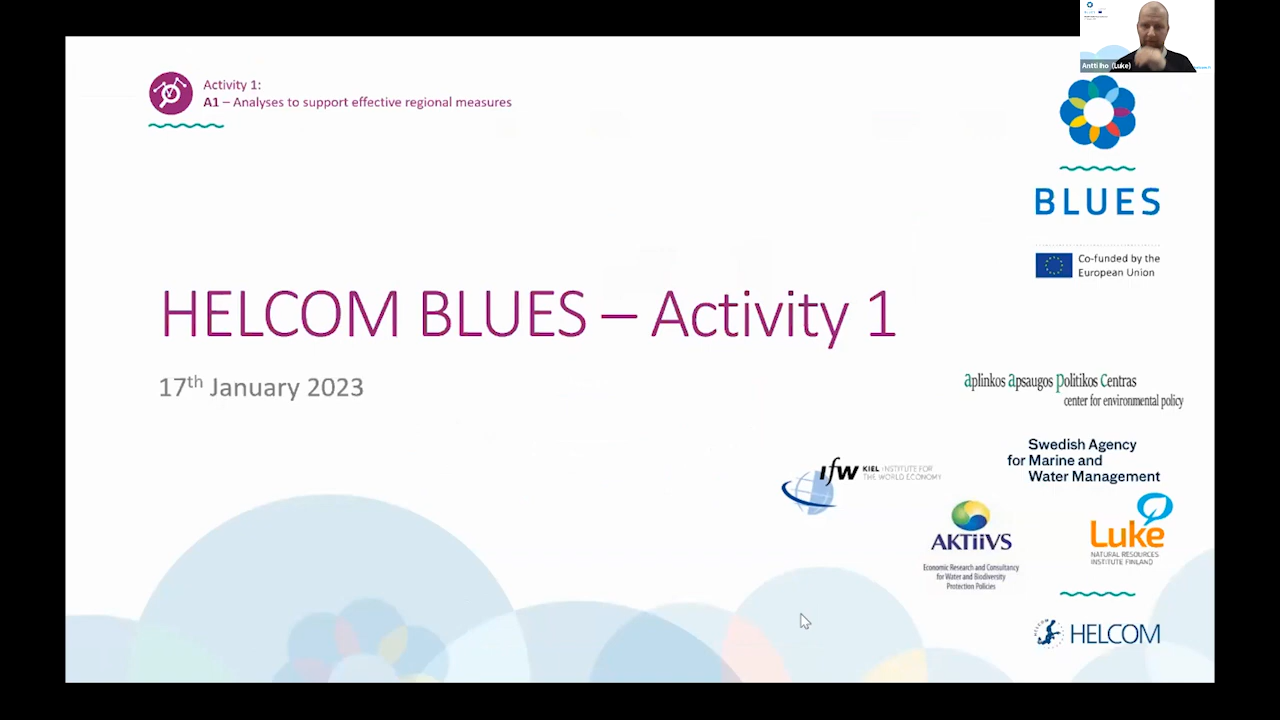 Antti Iho (Luke)
Activity 1:
A1 – Analyses to support effective regional measures
BLUES
Co-funded by the
European Union
HELCOM BLUES – Activity 1
17th January 2023
aplinkos apsaugos politikos centras
center for environmental policy
Swedish Agency
for Marine and
Water Management
ifw KIEL INSTITUTE FOR
THE WORLD ECONOMY
AKTiiVS
Economic Research and Consultancy
for Water and Biodiversity
Protection Policies
Luke
NATURAL RESOURCES
INSTITUTE FINLAND
HELCOM